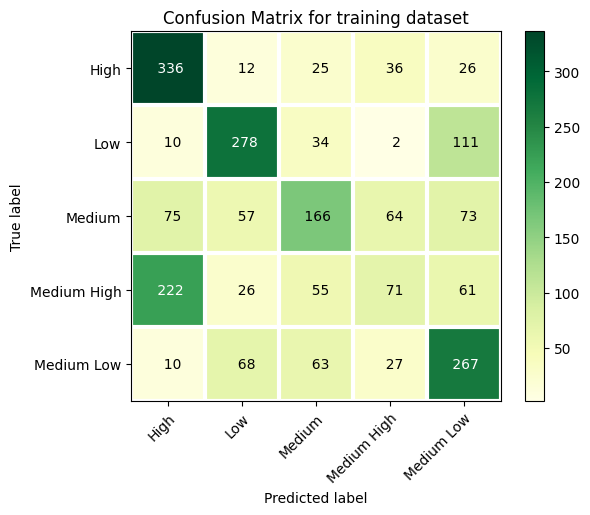 Confusion Matrix for training dataset
High 336 12 25 36 26
Low 10 278 34 2 111
Medium 75 57 166 64 73
Medium High 222 26 55 71 61
Medium Low 10 68 63 27 267
True label
High Low Medium Medium High Medium Low
Predicted label
300
250
200
150
100
50